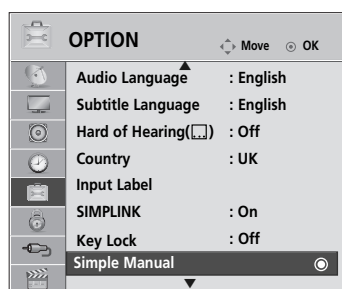 OPTION Move OK
Audio Language : English
Subtitle Language : English
Hard of Hearing( ) : Off
Country : UK
Input Label
SIMPLINK : On
Key Lock : Off
Simple Manual